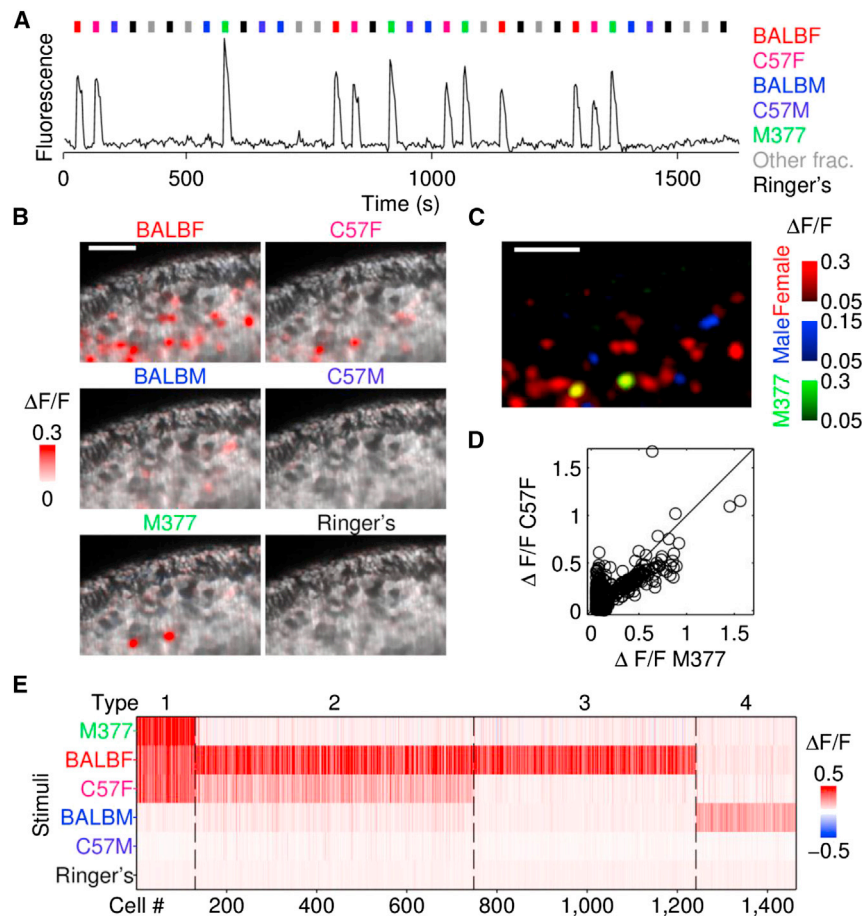 A
BALBF
C57F
BALBM
C57M
M377
Other frac.
Ringer's
Fluorescence
0 500 1000 1500
Time (s)
B
BALBF C57F
BALBM C57M
M377 Ringer's
ΔF/F
0.3
0
C
ΔF/F
Female
0.3
0.05
Male
0.15
0.05
M377
0.3
0.05
D
Δ F/F C57F
1.5
1
0.5
0
0 0.5 1 1.5
Δ F/F M377
E
Type 1 2 3 4
Stimuli
M377
BALBF
C57F
BALBM
C57M
Ringer's
Cell # 200 400 600 800 1,000 1,200 1,400
ΔF/F
0.5
−0.5